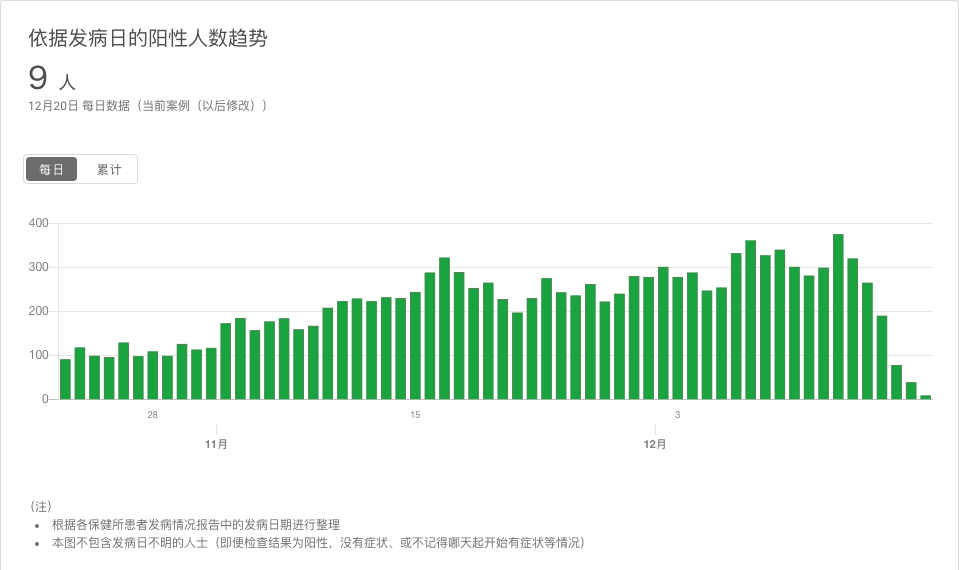 依据发病日的阳性人数趋势
9 人
12月20日 每日数据（当前案例（以后修改））
每日 累计
400
300
200
100
0
28 15 3
11月 12月
（注）
• 根据各保健所患者发病情况报告中的发病日期进行整理
• 本图不包含发病日不明的人士（即便检查结果为阳性，没有症状、或不记得哪天起开始有症状等情况）